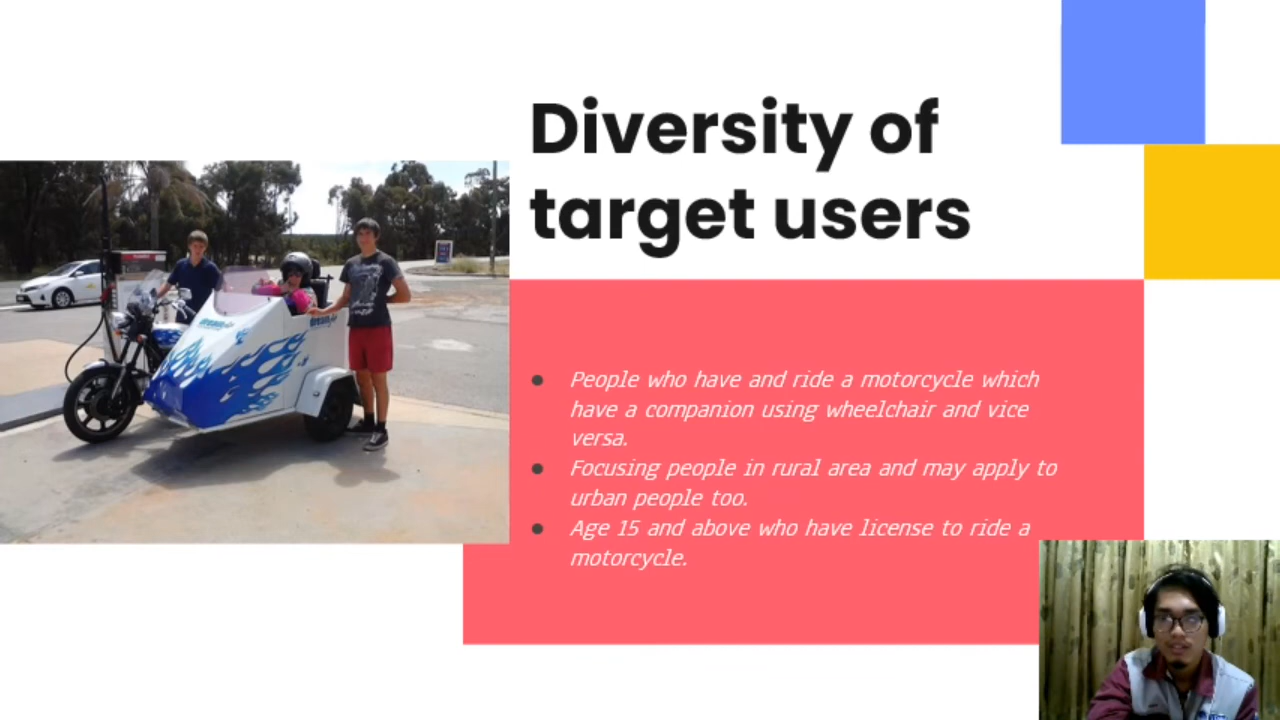 Diversity of
target users
People who have and ride a motorcycle which
have a companion using wheelchair and vice
versa.
Focusing people in rural area and may apply to
urban people too.
Age 15 and above who have license to ride a
motorcycle.